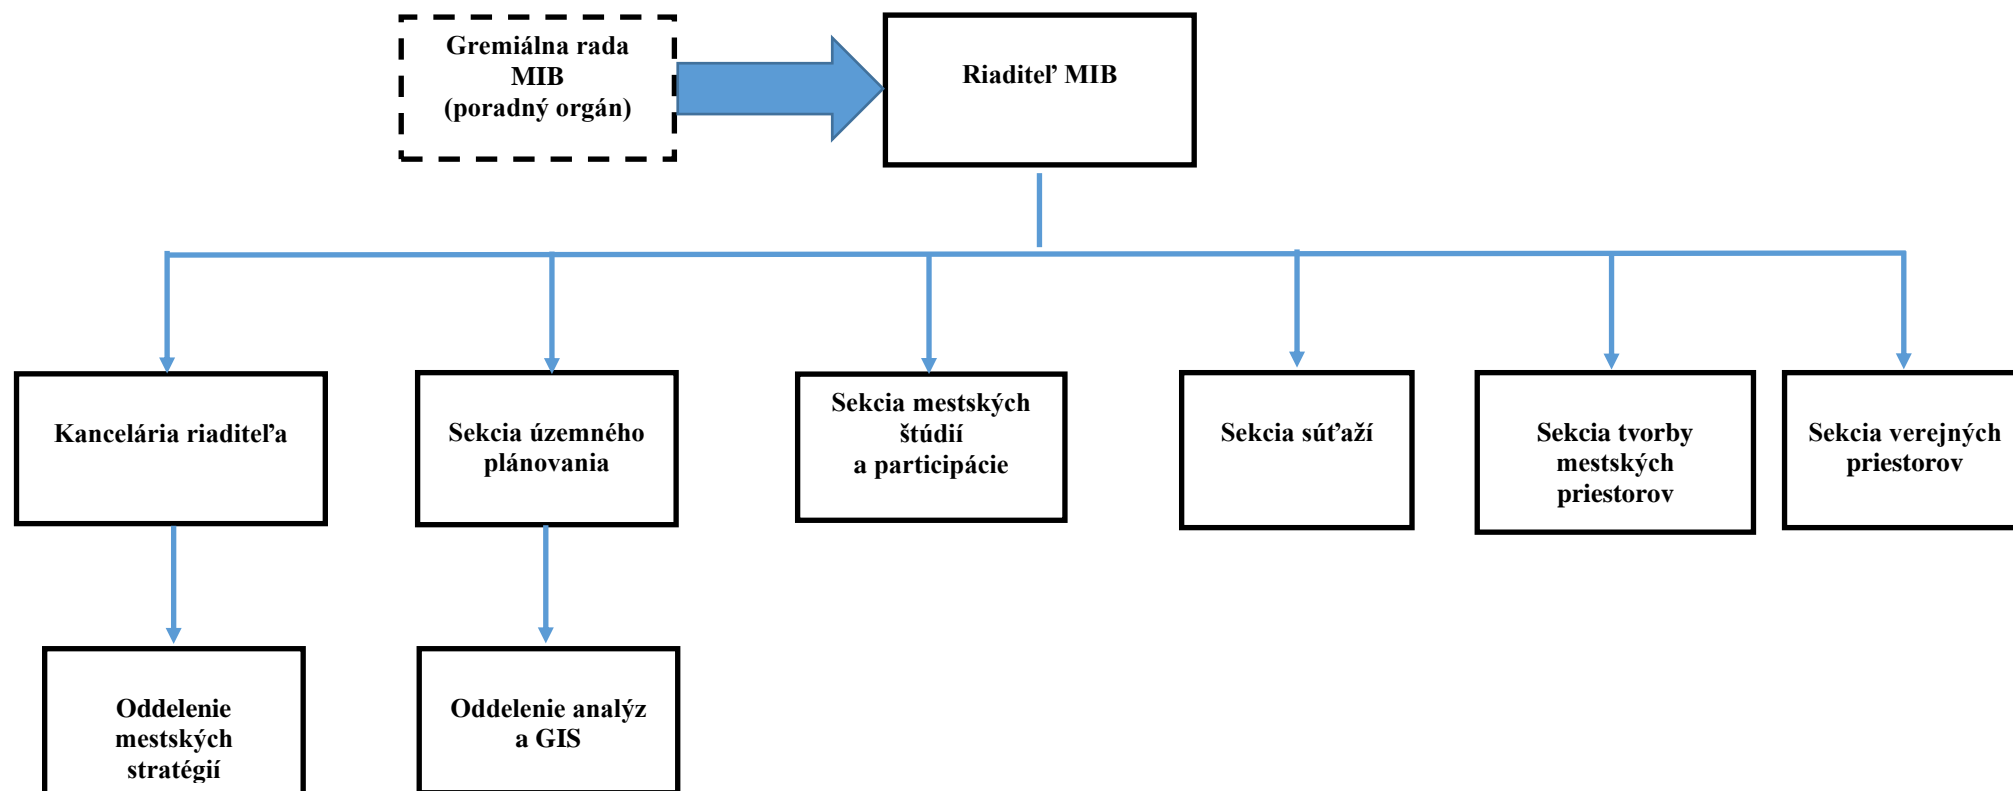 Gremiálna rada
MIB
(poradný orgán)
Riaditeľ MIB
Kancelária riaditeľa
Sekcia územného
plánovania
Sekcia mestských
štúdií
a participácie
Sekcia súťaží
Sekcia tvorby
mestských
priestorov
Sekcia verejných
priestorov
Oddelenie
mestských
stratégií
Oddelenie analýz
a GIS